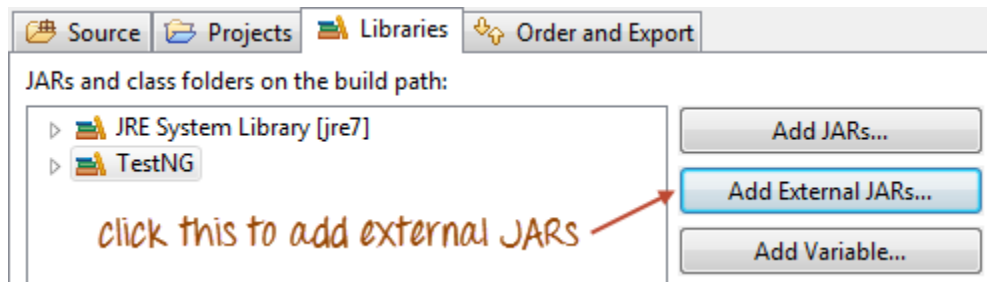 Source Projects Libraries Order and Export
JARs and class folders on the build path:
JRE System Library [jre7]
Add JARs...
TestNG
Add External JARs...
click this to add external JARs
Add Variable...